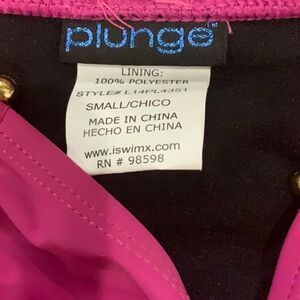 plunge
LINING:
100% POLYESTER
STYLE# L14PL4351
SMALL/CHICO
MADE IN CHINA
HECHO EN CHINA
www.iswimx.com
RN # 98598